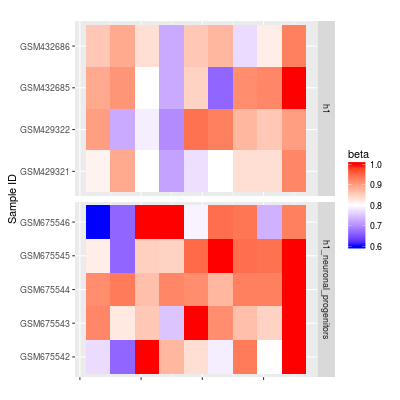 GSM432686
GSM432685
GSM429322
GSM429321
h1
GSM675546
GSM675545
GSM675544
GSM675543
GSM675542
h1_neuronal_progenitors
Sample ID
beta
1.0
0.9
0.8
0.7
0.6